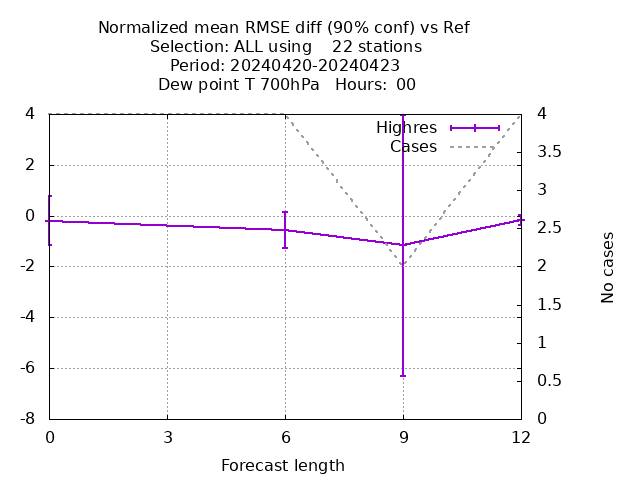 Normalized mean RMSE diff (90% conf) vs Ref
Selection: ALL using    22 stations
Period: 20240420-20240423
Dew point T 700hPa   Hours:  00
Highres
Cases
4
2
0
-2
-4
-6
-8
4
3.5
3
2.5
2
1.5
1
0.5
0
No cases
0 3 6 9 12
Forecast length